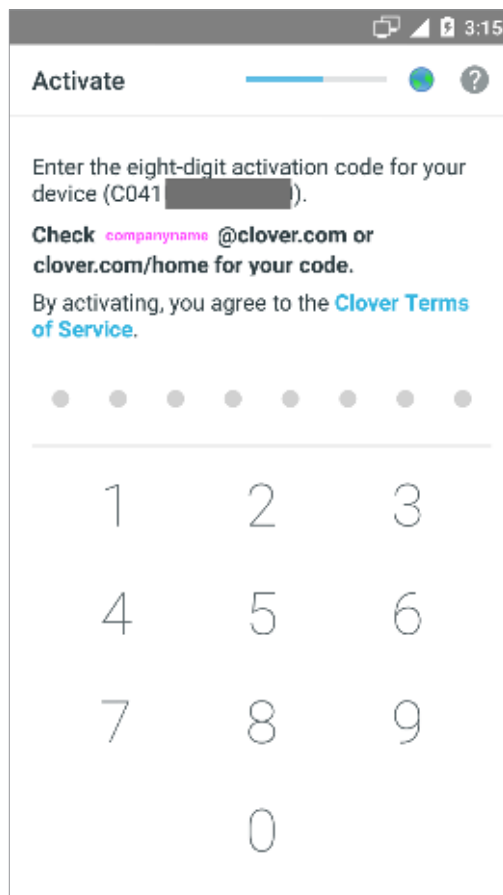 3:15
Activate
?
Enter the eight-digit activation code for your
device (C041 ).
Check companyname @clover.com or
clover.com/home for your code.
By activating, you agree to the Clover Terms
of Service.
1 2 3
4 5 6
7 8 9
0